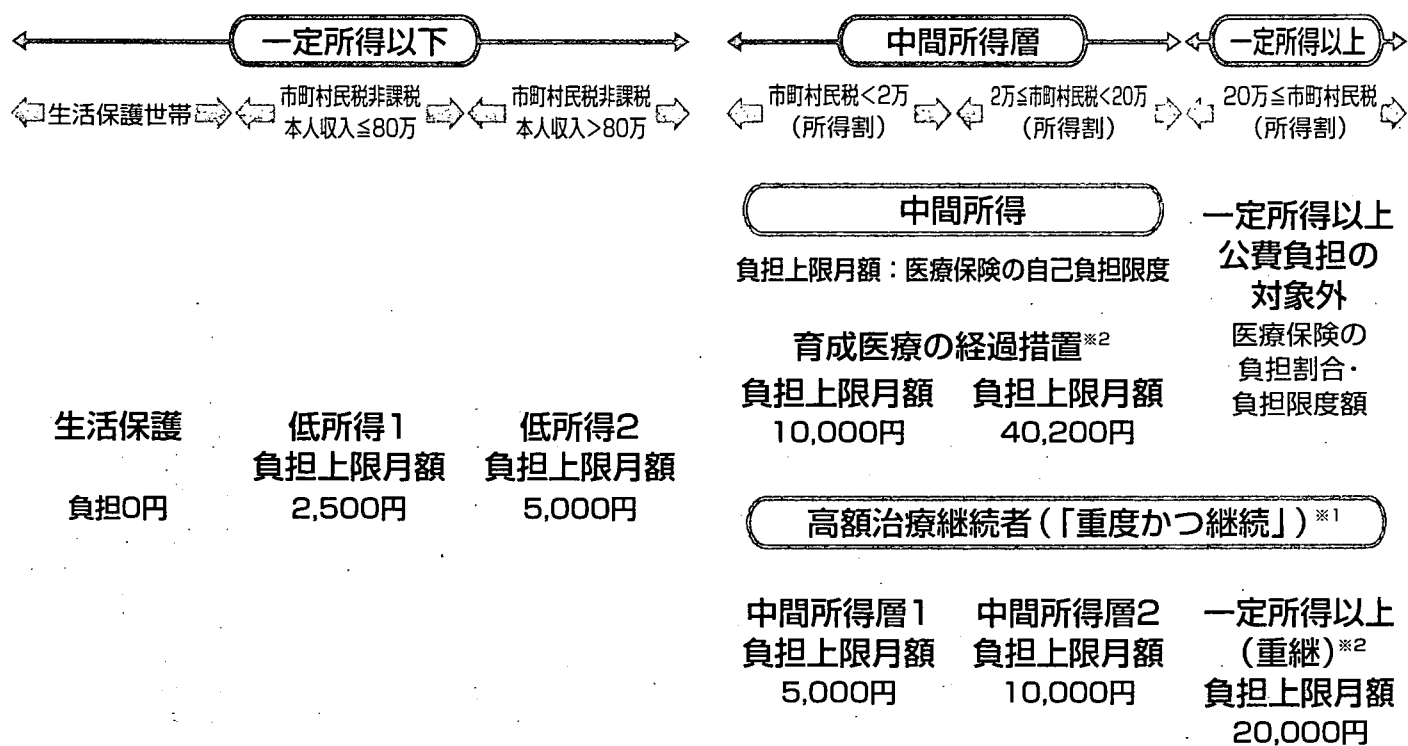 一定所得以下
中間所得層
一定所得以上
生活保護世帯
市町村民税非課税
本人収入≦80万
市町村民税非課税
本人収入>80万
市町村民税<2万
(所得割)
2万≦市町村民税<20万
(所得割)
20万≦市町村民税
(所得割)
中間所得
負担上限月額:医療保険の自己負担限度
育成医療の経過措置※2
負担上限月額
10,000円
負担上限月額
40,200円
一定所得以上
公費負担の
対象外
医療保険の
負担割合・
負担限度額
生活保護
負担0円
低所得1
負担上限月額
2,500円
低所得2
負担上限月額
5,000円
高額治療継続者(「重度かつ継続」)※1
中間所得層1
負担上限月額
5,000円
中間所得層2
負担上限月額
10,000円
一定所得以上
(重継)※2
負担上限月額
20,000円